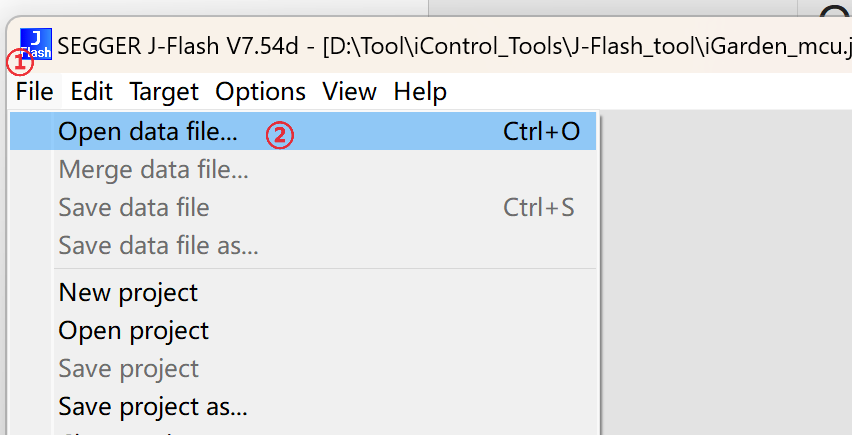 J
Flash
SEGGER J-Flash V7.54d - [D:\Tool\iControl_Tools\J-Flash_tool\iGarden_mcu.j
①
File Edit Target Options View Help
Open data file... ② Ctrl+O
Merge data file...
Save data file Ctrl+S
Save data file as...
New project
Open project
Save project
Save project as...